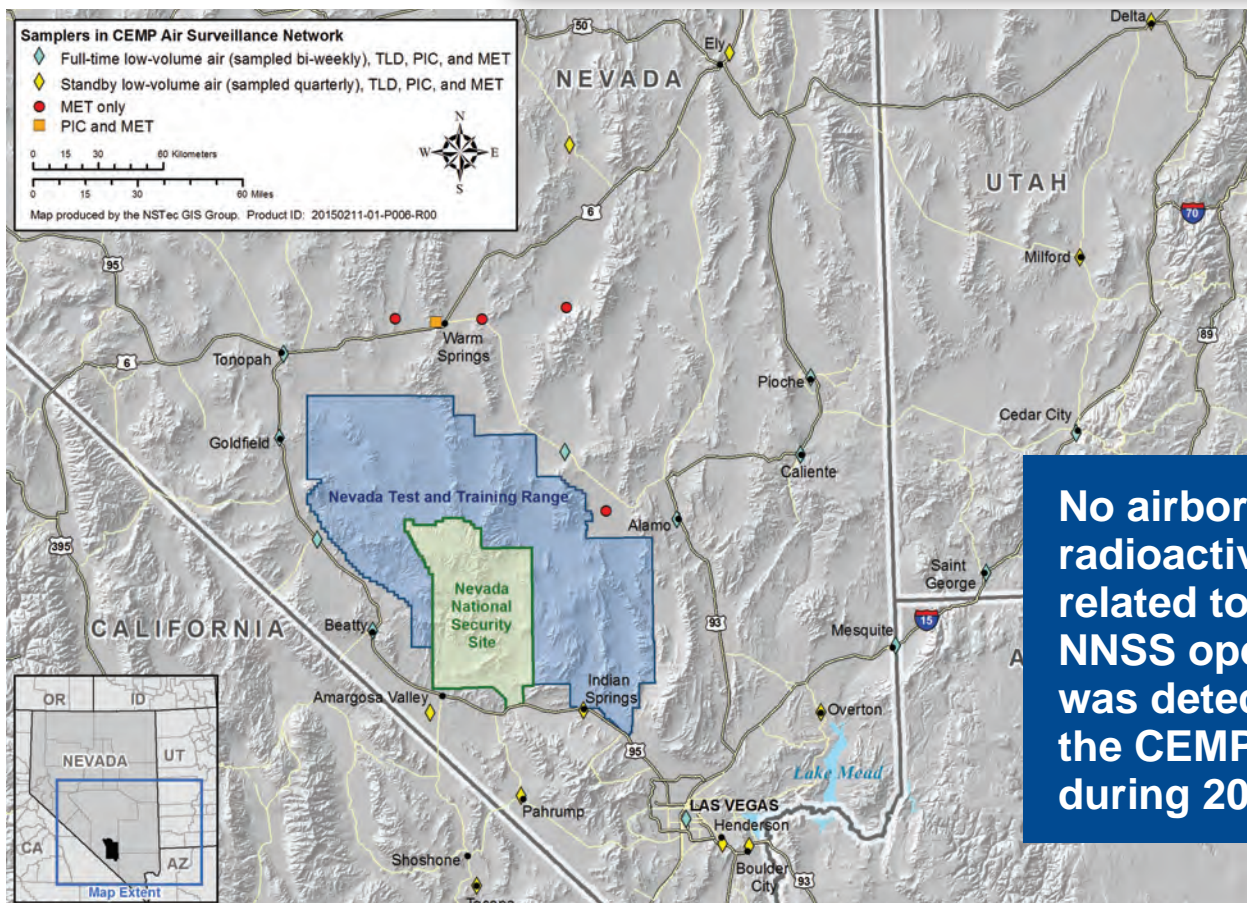 Samplers in CEMP Air Surveillance Network
Full-time low-volume air (sampled bi-weekly), TLD, PIC, and MET
Standby low-volume air (sampled quarterly), TLD, PIC, and MET
MET only
PIC and MET
0 15 30 60 Kilometers
0 15 30 60 Miles
Map produced by the NSTec GIS Group. Product ID: 20150211-01-P006-R00
N
W E
S
50
Ely
Delta
NEVADA
UTAH
6
70
95
Milford
89
Warm
Springs
6
Tonopah
Pioche
Cedar City
Goldfield
Caliente
Nevada Test and Training Range
Alamo
395
Nevada
National
Security
Site
Saint
George
CALIFORNIA
Beatty
93
15
Mesquite
A
Amargosa Valley
Indian
Springs
Overton
95
Lake Mead
Pahrump
LAS VEGAS
Henderson
Shoshone
Boulder
City
93
No airbor
radioactiv
related to
NNSS ope
was detec
the CEMP
during 20
OR ID
NEVADA
UT
CA
AZ
Map Extent